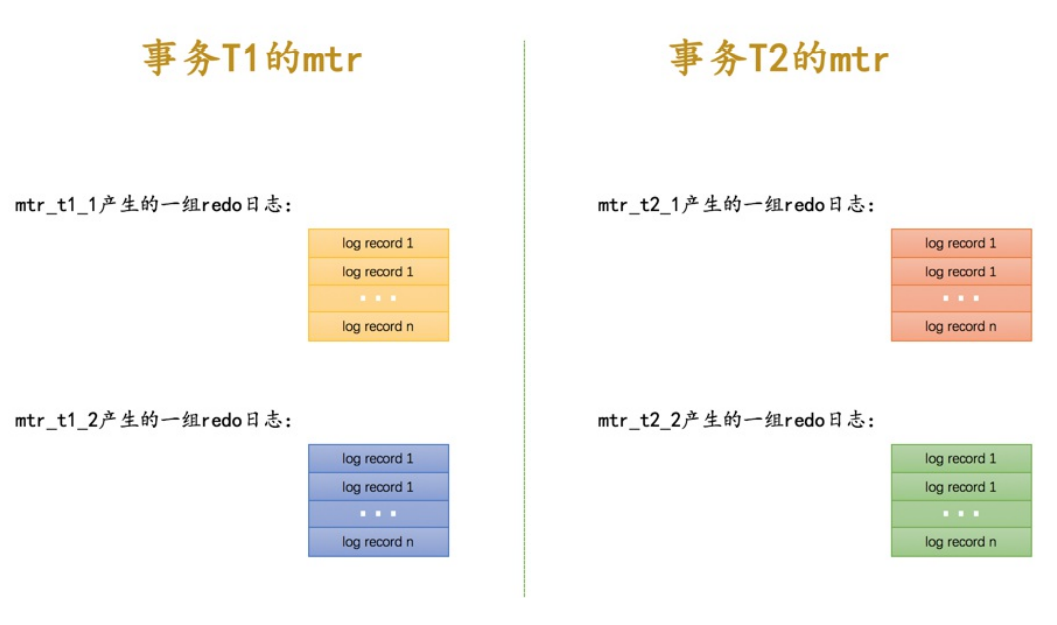 事务T1的mtr
mtr_t1_1产生的一组redo日志:
log record 1
log record 1
...
log record n
mtr_t1_2产生的一组redo日志:
log record 1
log record 1
...
log record n
事务T2的mtr
mtr_t2_1产生的一组redo日志:
log record 1
log record 1
...
log record n
mtr_t2_2产生的一组redo日志:
log record 1
log record 1
...
log record n